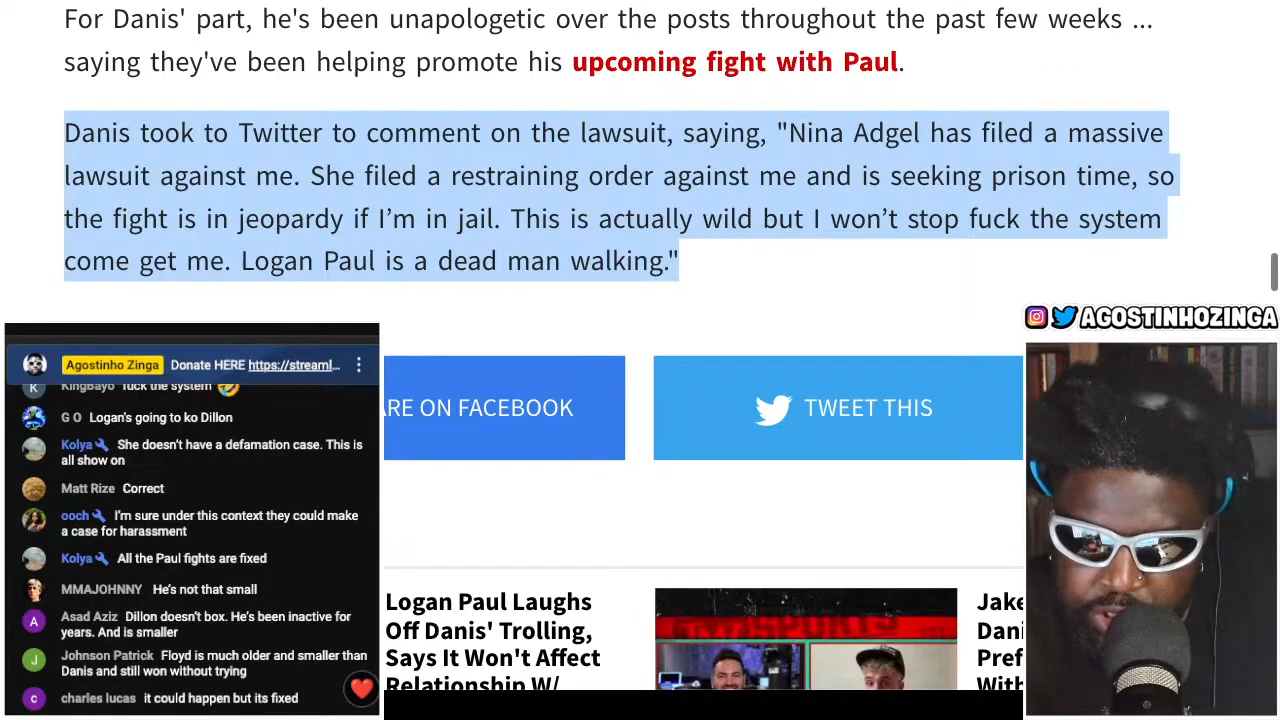 For Danis' part, he's been unapologetic over the posts throughout the past few weeks ...
saying they've been helping promote his upcoming fight with Paul.
Danis took to Twitter to comment on the lawsuit, saying, "Nina Adgel has filed a massive
lawsuit against me. She filed a restraining order against me and is seeking prison time, so
the fight is in jeopardy if I’m in jail. This is actually wild but I won’t stop fuck the system
come get me. Logan Paul is a dead man walking."
AGOSTINHOZINGA
Agostinho Zinga Donate HERE https://streaml...
K KingBayo fuck the system 🤣
G O Logan's going to ko Dillon
Kolya She doesn't have a defamation case. This is
all show on
Matt Rize Correct
ooch I'm sure under this context they could make
a case for harassment
Kolya All the Paul fights are fixed
MMAJOHNNY He's not that small
A Asad Aziz Dillon doesn't box. He's been inactive for
years. And is smaller
J Johnson Patrick Floyd is much older and smaller than
Danis and still won without trying
c charles lucas it could happen but its fixed
ARE ON FACEBOOK
TWEET THIS
Logan Paul Laughs
Off Danis' Trolling,
Says It Won't Affect
Relationship W/
Jake
Dani
Pref
With